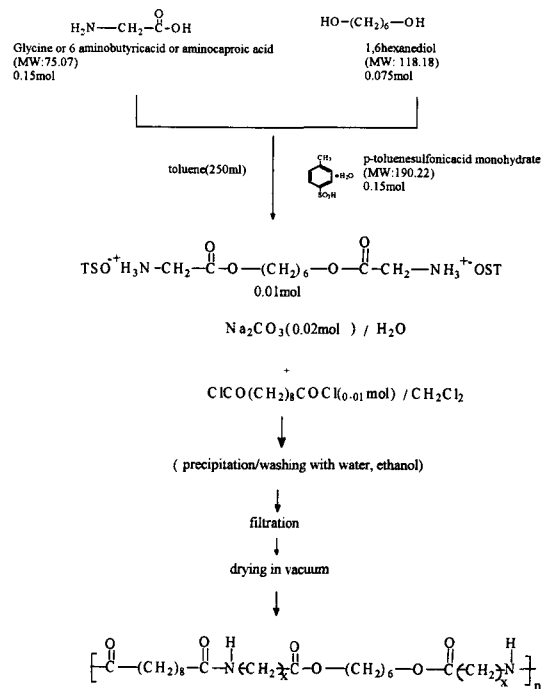 H₂N—CH₂—C(=O)—OH
HO—(CH₂)₆—OH
Glycine or 6 aminobutyricacid or aminocaproic acid
(MW:75.07)
0.15mol
1,6hexanediol
(MW: 118.18)
0.075mol
toluene(250ml)
CH₃
•H₂O
SO₃H
p-toluenesulfonicacid monohydrate
(MW:190.22)
0.15mol
TSO⁻⁺H₃N—CH₂—C(=O)—O—(CH₂)₆—O—C(=O)—CH₂—NH₃⁺⁻OST
0.01mol
Na₂CO₃(0.02mol ) / H₂O
+
ClCO(CH₂)₈COCl(0.01 mol) / CH₂Cl₂
( precipitation/washing with water, ethanol)
filtration
drying in vacuum
[C(=O)—(CH₂)₈—C(=O)—N(H)(CH₂)ₓC(=O)—O—(CH₂)₆—O—C(=O)(CH₂)ₓN(H)]n